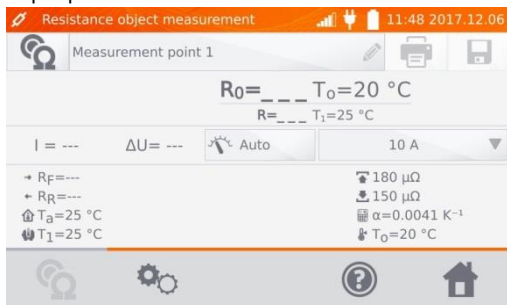 Resistance object measurement 11:48 2017.12.06
Measurement point 1
R₀=_ _ _ T₀=20 °C
R=_ _ _ T₁=25 °C
I = --- ΔU= --- Auto 10 A
R_F=--- 180 μΩ
R_R=--- 150 μΩ
Tₐ=25 °C α=0.0041 K⁻¹
T₁=25 °C T₀=20 °C